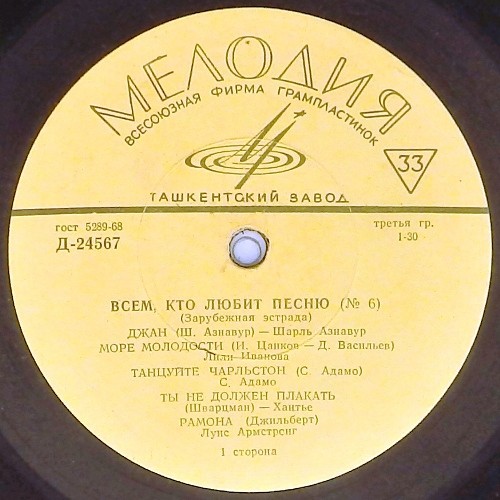 МЕЛОДИЯ
ВСЕСОЮЗНАЯ ФИРМА ГРАМПЛАСТИНОК
33
ТАШКЕНТСКИЙ ЗАВОД
гост 5289-68
третья гр.
Д-24567
1-30
ВСЕМ, КТО ЛЮБИТ ПЕСНЮ (№ 6)
(Зарубежная эстрада)
ДЖАН (Ш. Азнавур) — Шарль Азнавур
МОРЕ МОЛОДОСТИ (И. Цанков — Д. Васильев)
Лили Иванова
ТАНЦУЙТЕ ЧАРЛЬСТОН (С. Адамо)
С. Адамо
ТЫ НЕ ДОЛЖЕН ПЛАКАТЬ
(Шварцман) — Хантье
РАМОНА (Джильберт)
Луис Армстронг
1 сторона